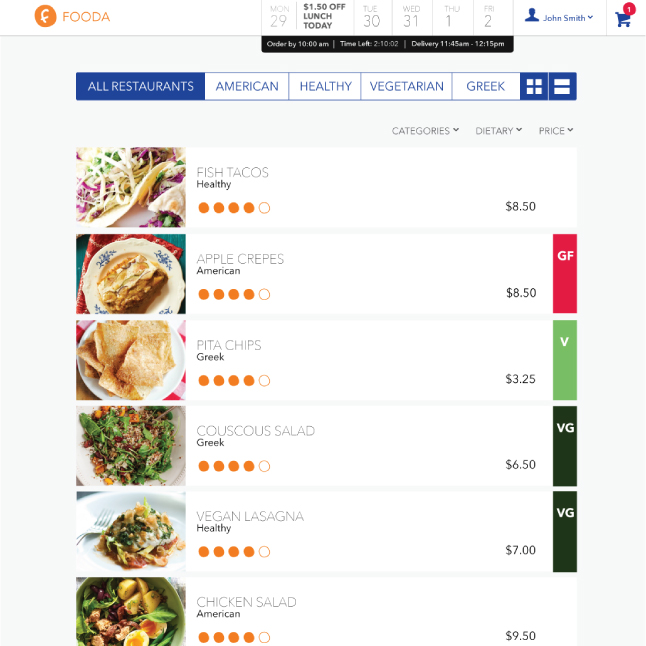 FOODA
MON 29
$1.50 OFF LUNCH TODAY
TUE 30
WED 31
THU 1
FRI 2
John Smith
1
Order by 10:00 am | Time Left: 2:10:02 | Delivery 11:45am - 12:15pm
ALL RESTAURANTS AMERICAN HEALTHY VEGETARIAN GREEK
CATEGORIES DIETARY PRICE
FISH TACOS
Healthy
$8.50
APPLE CREPES
American
$8.50
GF
PITA CHIPS
Greek
$3.25
V
COUSCOUS SALAD
Greek
$6.50
VG
VEGAN LASAGNA
Healthy
$7.00
VG
CHICKEN SALAD
American
$9.50